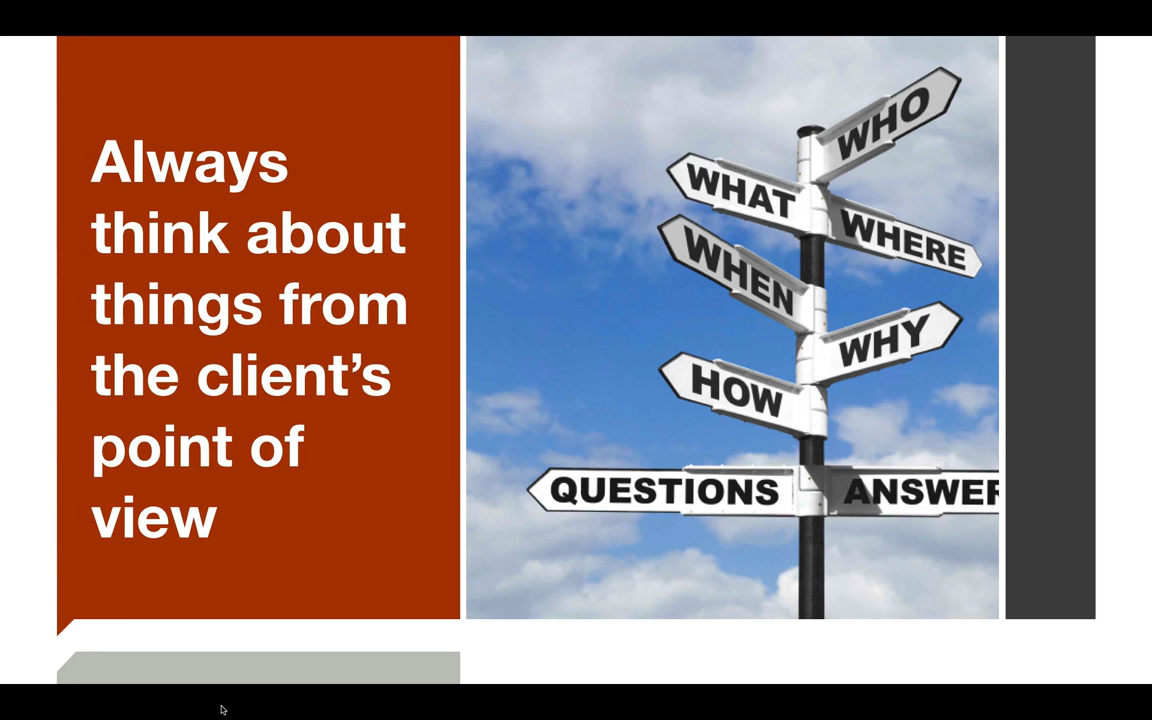 Always
think about
things from
the client’s
point of
view
WHO
WHAT
WHERE
WHEN
WHY
HOW
QUESTIONS
ANSWER